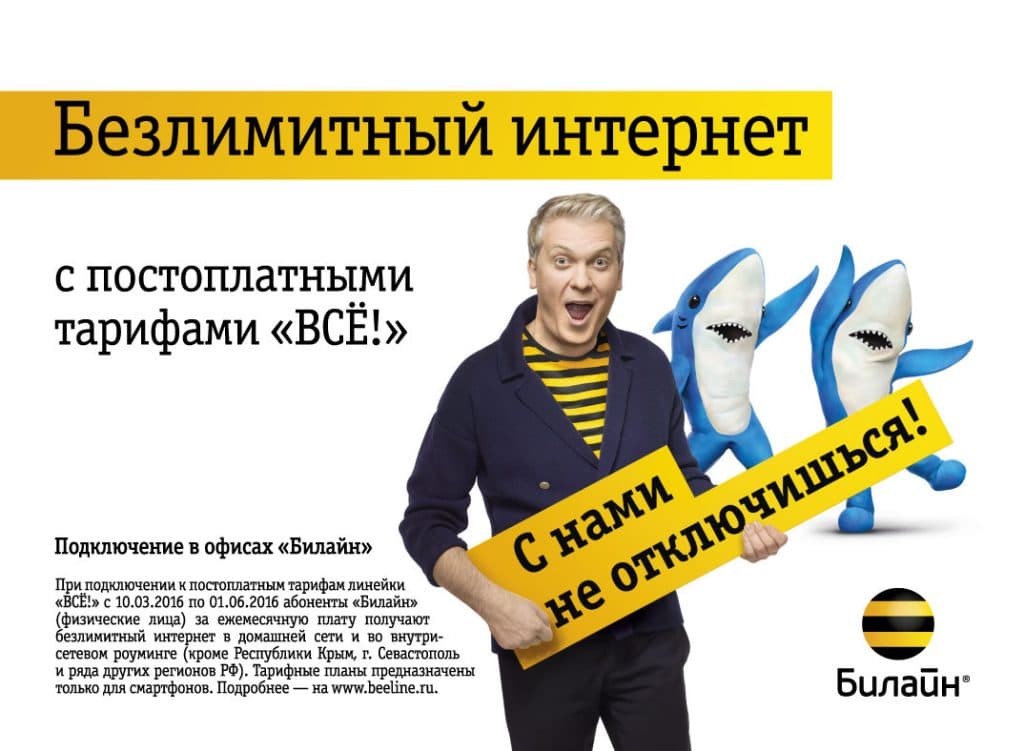 Безлимитный интернет
с постоплатными
тарифами «ВСЁ!»
С нами
не отключишься!
Подключение в офисах «Билайн»
При подключении к постоплатным тарифам линейки
«ВСЁ!» с 10.03.2016 по 01.06.2016 абоненты «Билайн»
(физические лица) за ежемесячную плату получают
безлимитный интернет в домашней сети и во внутри-
сетевом роуминге (кроме Республики Крым, г. Севастополь
и ряда других регионов РФ). Тарифные планы предназначены
только для смартфонов. Подробнее — на www.beeline.ru.
Билайн®